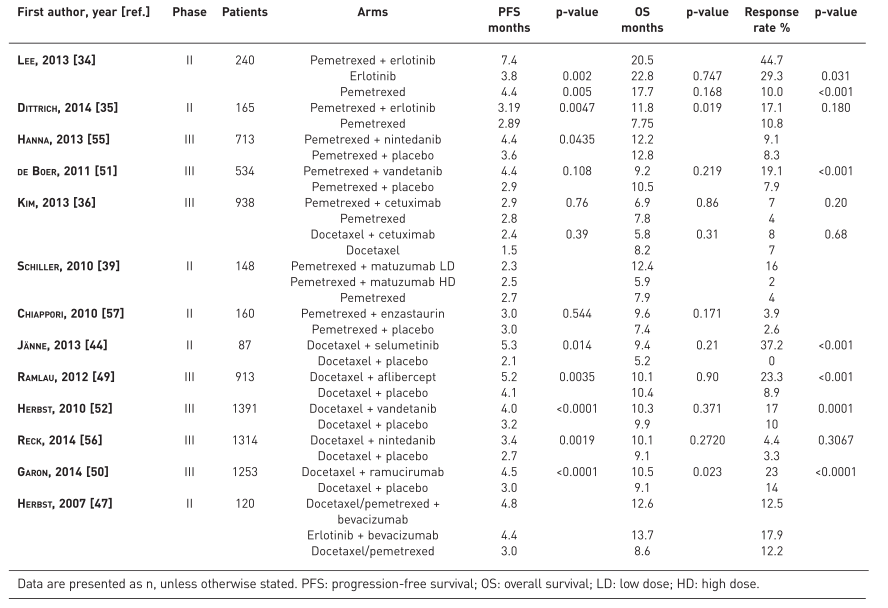 First author, year [ref.] Phase Patients Arms PFS months p-value OS months p-value Response rate % p-value
Lee, 2013 [34] II 240 Pemetrexed + erlotinib 7.4 20.5 44.7
Erlotinib 3.8 0.002 22.8 0.747 29.3 0.031
Pemetrexed 4.4 0.005 17.7 0.168 10.0 <0.001
Dittrich, 2014 [35] II 165 Pemetrexed + erlotinib 3.19 0.0047 11.8 0.019 17.1 0.180
Pemetrexed 2.89 7.75 10.8
Hanna, 2013 [55] III 713 Pemetrexed + nintedanib 4.4 0.0435 12.2 9.1
Pemetrexed + placebo 3.6 12.8 8.3
de Boer, 2011 [51] III 534 Pemetrexed + vandetanib 4.4 0.108 9.2 0.219 19.1 <0.001
Pemetrexed + placebo 2.9 10.5 7.9
Kim, 2013 [36] III 938 Pemetrexed + cetuximab 2.9 0.76 6.9 0.86 7 0.20
Pemetrexed 2.8 7.8 4
Docetaxel + cetuximab 2.4 0.39 5.8 0.31 8 0.68
Docetaxel 1.5 8.2 7
Schiller, 2010 [39] II 148 Pemetrexed + matuzumab LD 2.3 12.4 16
Pemetrexed + matuzumab HD 2.5 5.9 2
Pemetrexed 2.7 7.9 4
Chiappori, 2010 [57] II 160 Pemetrexed + enzastaurin 3.0 0.544 9.6 0.171 3.9
Pemetrexed + placebo 3.0 7.4 2.6
Jänne, 2013 [44] II 87 Docetaxel + selumetinib 5.3 0.014 9.4 0.21 37.2 <0.001
Docetaxel + placebo 2.1 5.2 0
Ramlau, 2012 [49] III 913 Docetaxel + aflibercept 5.2 0.0035 10.1 0.90 23.3 <0.001
Docetaxel + placebo 4.1 10.4 8.9
Herbst, 2010 [52] III 1391 Docetaxel + vandetanib 4.0 <0.0001 10.3 0.371 17 0.0001
Docetaxel + placebo 3.2 9.9 10
Reck, 2014 [56] III 1314 Docetaxel + nintedanib 3.4 0.0019 10.1 0.2720 4.4 0.3067
Docetaxel + placebo 2.7 9.1 3.3
Garon, 2014 [50] III 1253 Docetaxel + ramucirumab 4.5 <0.0001 10.5 0.023 23 <0.0001
Docetaxel + placebo 3.0 9.1 14
Herbst, 2007 [47] II 120 Docetaxel/pemetrexed + 4.8 12.6 12.5
bevacizumab
Erlotinib + bevacizumab 4.4 13.7 17.9
Docetaxel/pemetrexed 3.0 8.6 12.2
Data are presented as n, unless otherwise stated. PFS: progression-free survival; OS: overall survival; LD: low dose; HD: high dose.